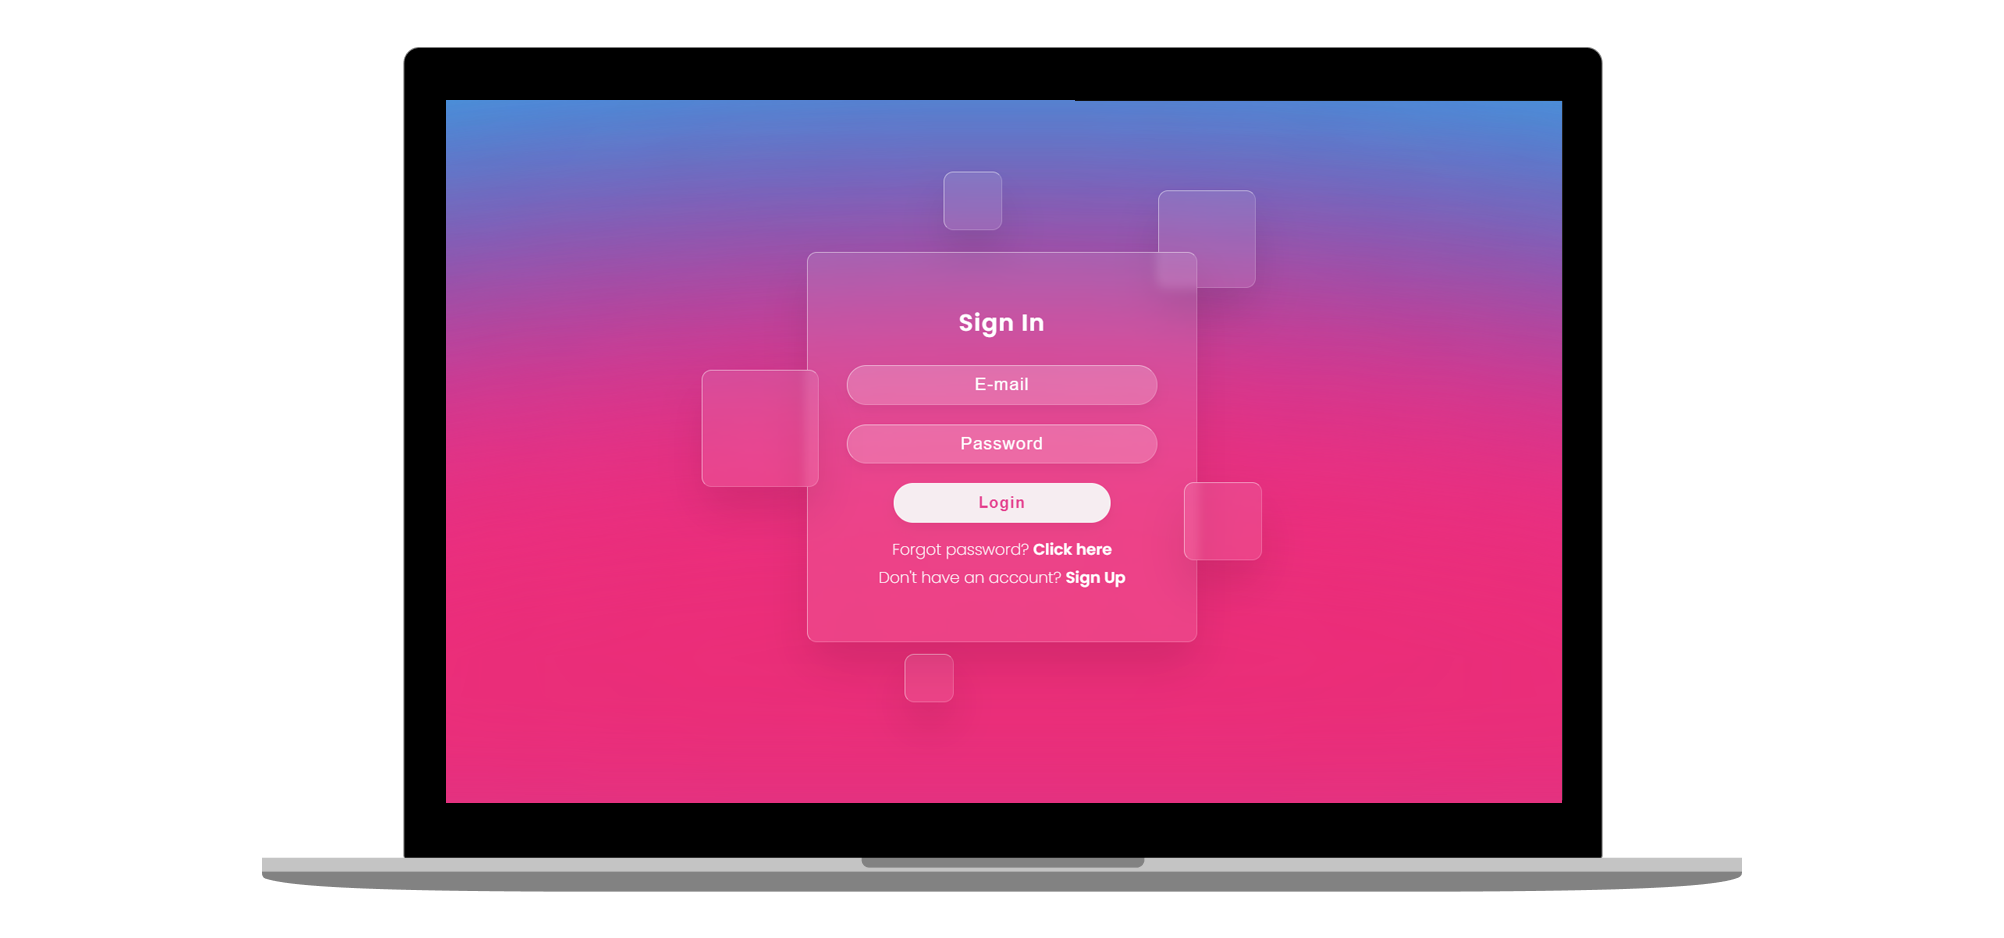 Sign In
E-mail
Password
Login
Forgot password? Click here
Don't have an account? Sign Up